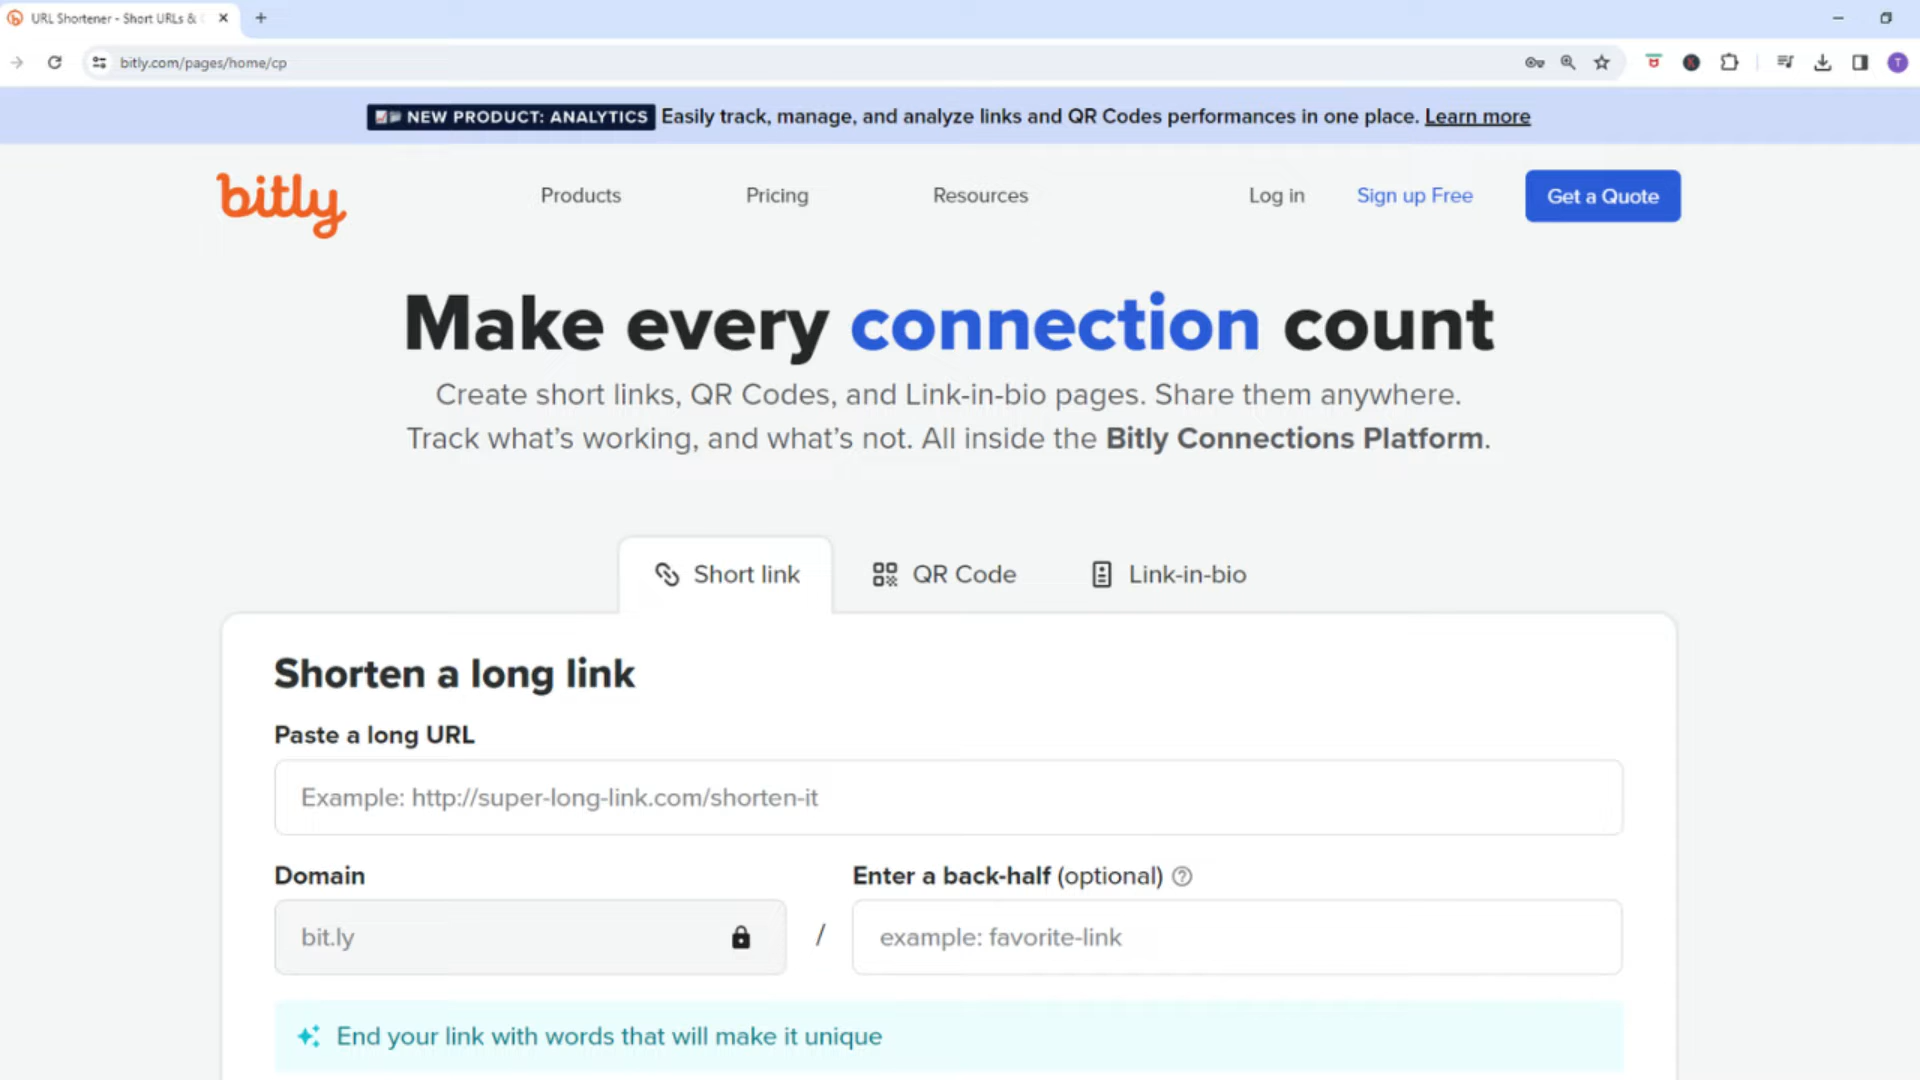 URL Shortener - Short URLs &
bitly.com/pages/home/cp
T
NEW PRODUCT: ANALYTICS Easily track, manage, and analyze links and QR Codes performances in one place. Learn more
bitly
Products Pricing Resources Log in Sign up Free Get a Quote
Make every connection count
Create short links, QR Codes, and Link-in-bio pages. Share them anywhere.
Track what's working, and what's not. All inside the Bitly Connections Platform.
Short link QR Code Link-in-bio
Shorten a long link
Paste a long URL
Example: http://super-long-link.com/shorten-it
Domain Enter a back-half (optional) ?
bit.ly / example: favorite-link
End your link with words that will make it unique